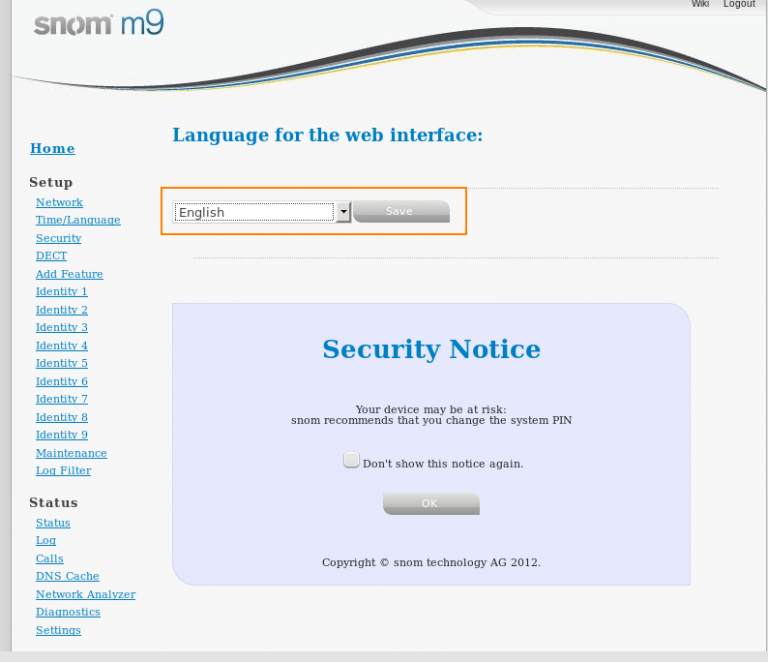 Wiki Logout
snom m9
Language for the web interface:
Home
Setup
Network
Time/Language
Security
DECT
Add Feature
Identity 1
Identity 2
Identity 3
Identity 4
Identity 5
Identity 6
Identity 7
Identity 8
Identity 9
Maintenance
Log Filter
Status
Status
Log
Calls
DNS Cache
Network Analyzer
Diagnostics
Settings
English Save
Security Notice
Your device may be at risk:
snom recommends that you change the system PIN
Don't show this notice again.
OK
Copyright © snom technology AG 2012.